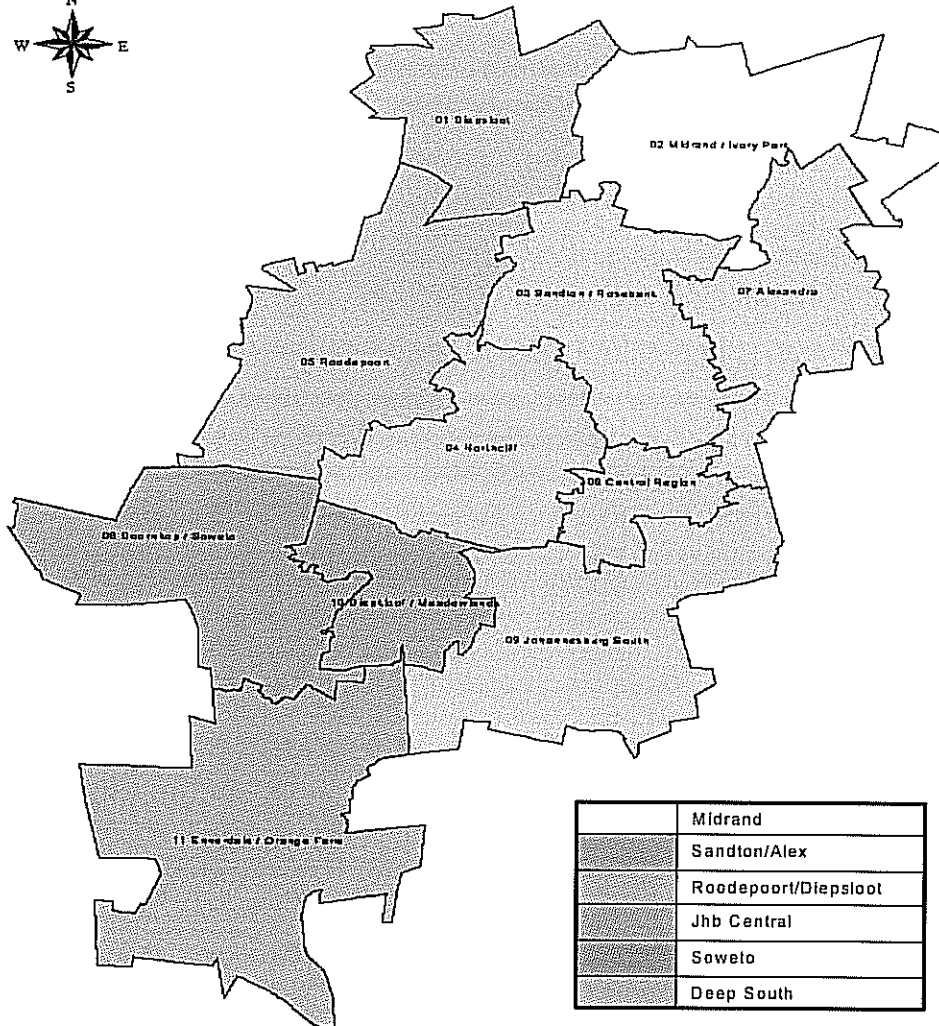 N
W E
S
01 Diepsloot
02 Midrand / Ivory Park
03 Sandton / Rosebank
07 Alexandra
05 Roodepoort
04 Northcliff
08 Central Region
Doornkop / Soweto
10 Diepkloof / Meadowlands
09 Johannesburg South
11 Ennerdale / Orange Farm
Midrand
Sandton/Alex
Roodepoort/Diepsloot
Jhb Central
Soweto
Deep South